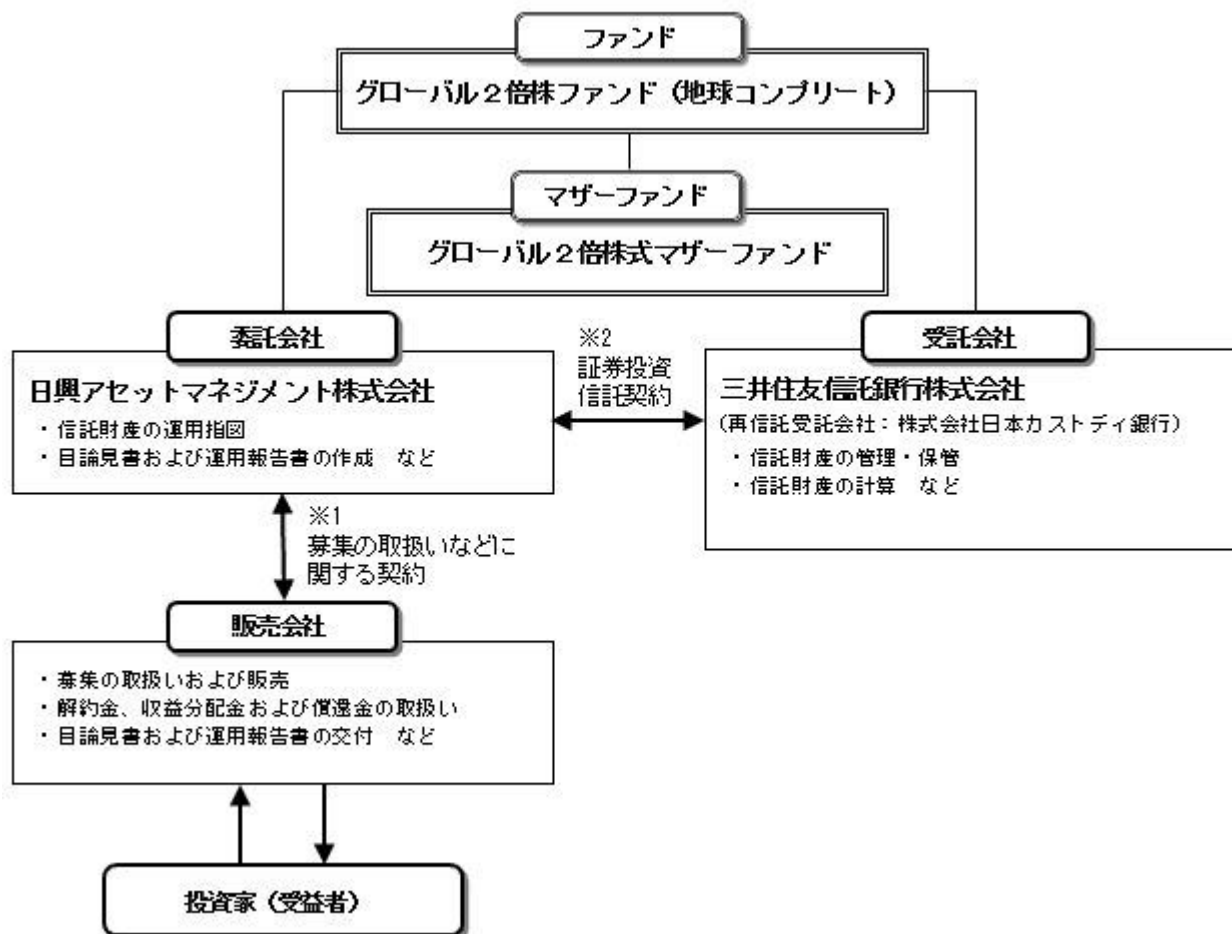 ファンド
グローバル２倍株ファンド（地球コンプリート）
マザーファンド
グローバル２倍株式マザーファンド
委託会社
日興アセットマネジメント株式会社
・信託財産の運用指図
・目論見書および運用報告書の作成　など
※2
証券投資
信託契約
受託会社
三井住友信託銀行株式会社
(再信託受託会社：株式会社日本カストディ銀行)
・信託財産の管理・保管
・信託財産の計算　など
※1
募集の取扱いなどに
関する契約
販売会社
・募集の取扱いおよび販売
・解約金、収益分配金および償還金の取扱い
・目論見書および運用報告書の交付　など
投資家（受益者）